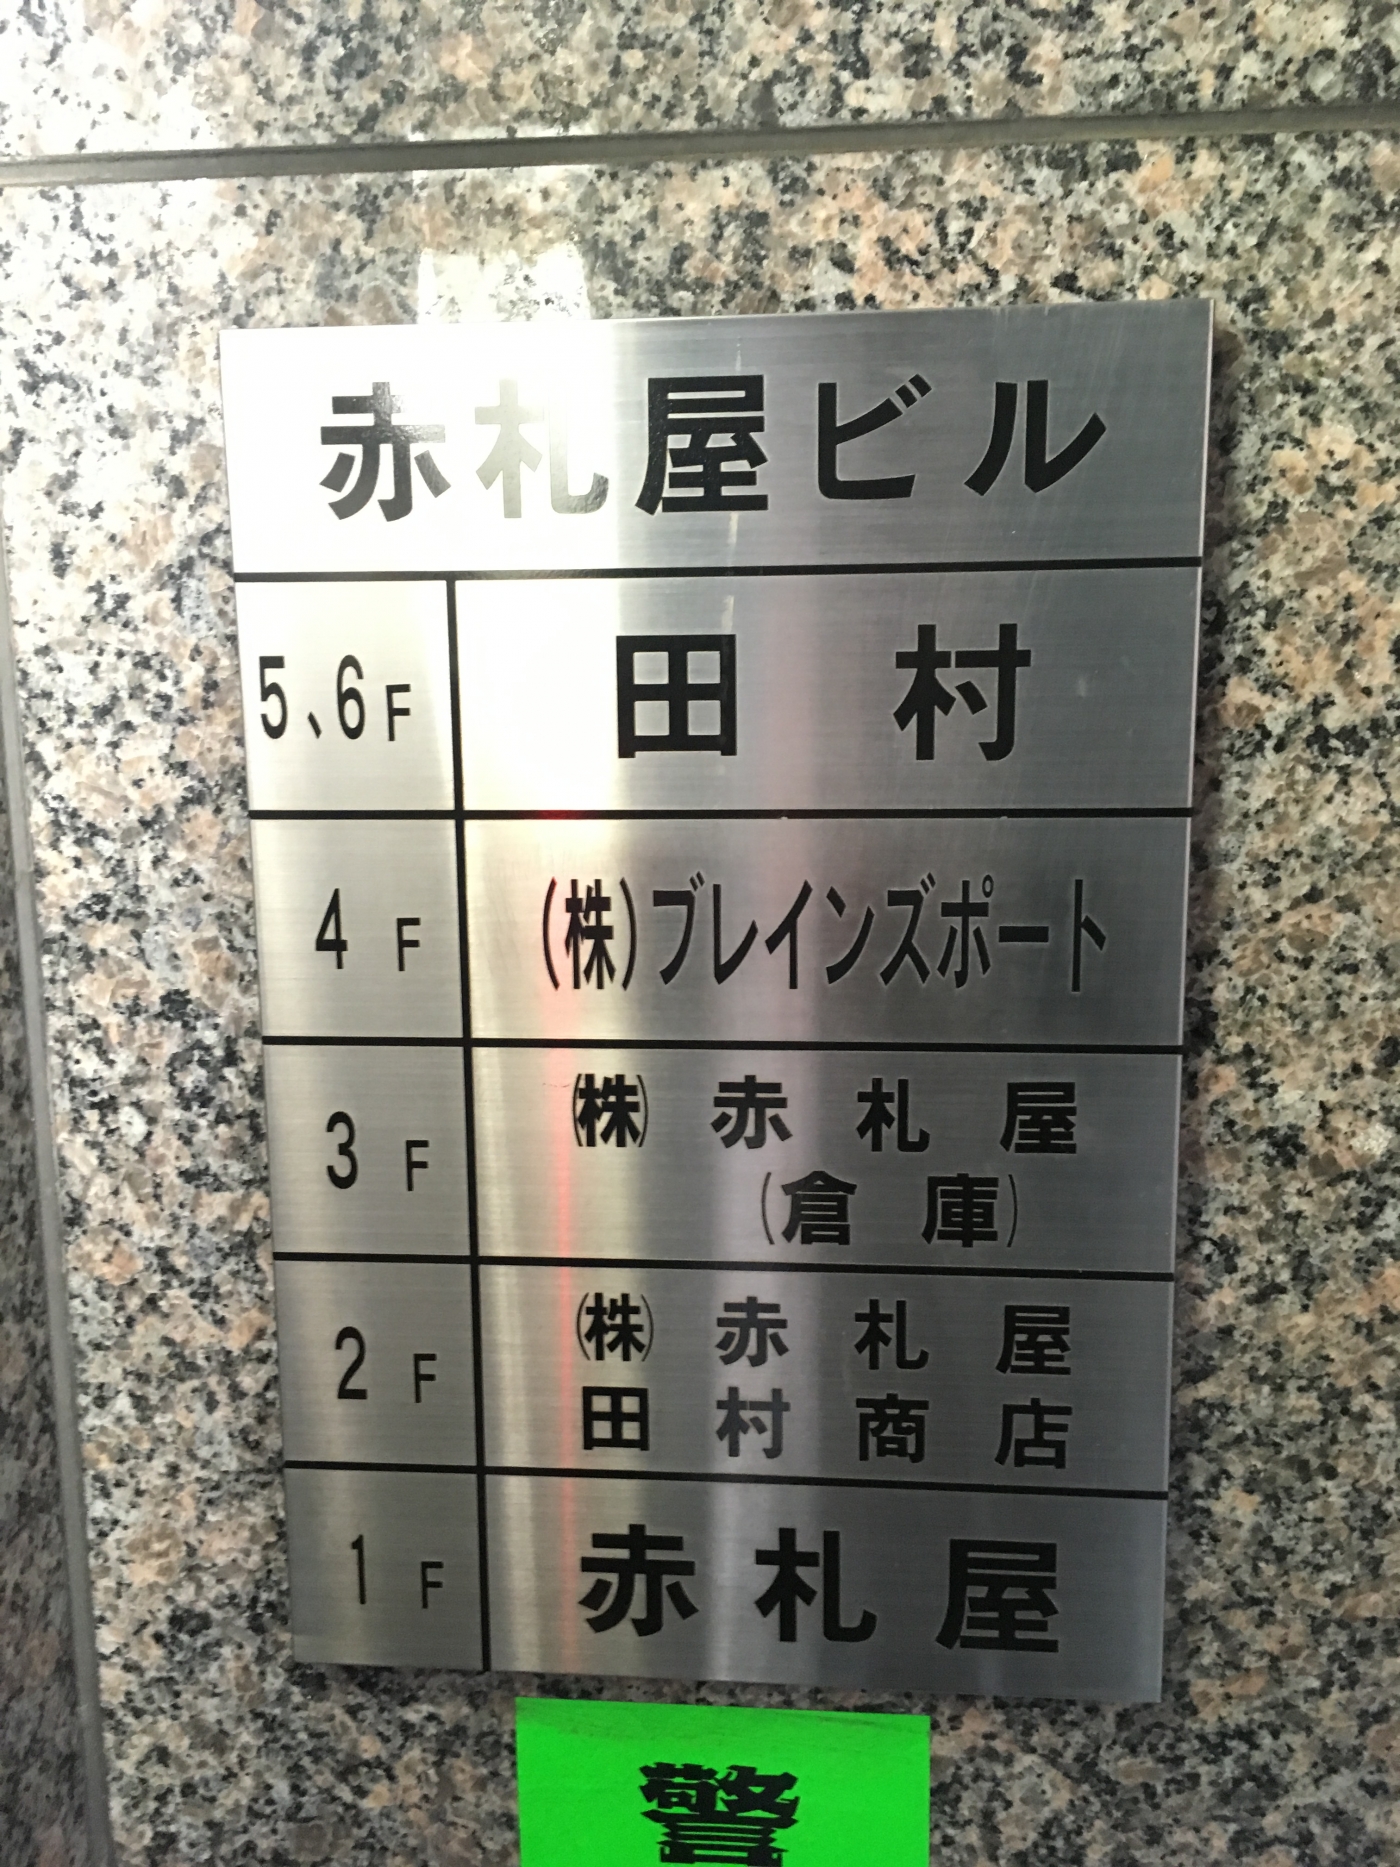 赤札屋ビル
5、6F 田村
4F (株)ブレインズポート
3F (株)赤札屋
(倉庫)
2F (株)赤札屋
田村商店
1F 赤札屋
警